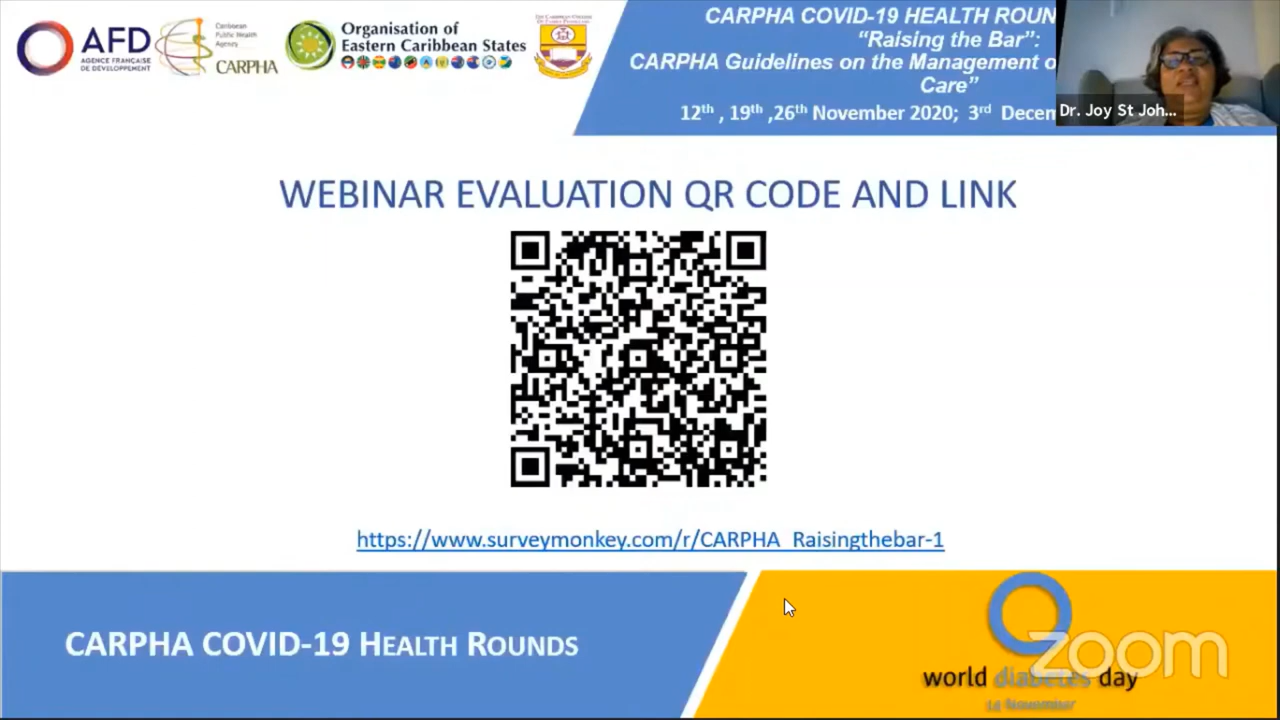 AFD
AGENCE FRANÇAISE
DE DÉVELOPPEMENT
Caribbean
Public Health
Agency
CARPHA
Organisation of
Eastern Caribbean States
CARPHA COVID-19 HEALTH ROUN
“Raising the Bar”:
CARPHA Guidelines on the Management o
Care”
12th , 19th ,26th November 2020; 3rd Decem
Dr. Joy St Joh...
WEBINAR EVALUATION QR CODE AND LINK
https://www.surveymonkey.com/r/CARPHA_Raisingthebar-1
CARPHA COVID-19 HEALTH ROUNDS
world diabetes day
14 November
zoom